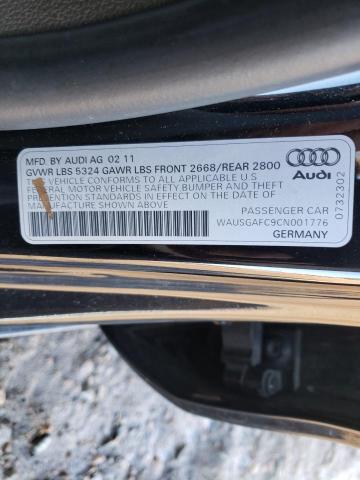 MFD. BY AUDI AG 02 11
GVWR LBS 5324 GAWR LBS FRONT 2668/REAR 2800
THIS VEHICLE CONFORMS TO ALL APPLICABLE U S
FEDERAL MOTOR VEHICLE SAFETY BUMPER AND THEFT
PREVENTION STANDARDS IN EFFECT ON THE DATE OF
MANUFACTURE SHOWN ABOVE
Audi
PASSENGER CAR
WAUSGAFC9CN001776
GERMANY
0732302